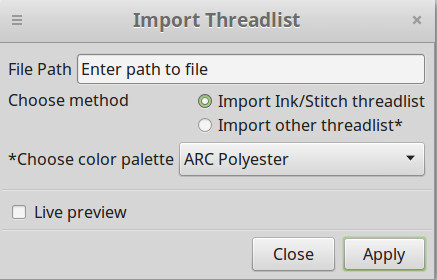 Import Threadlist
File Path Enter path to file
Choose method Import Ink/Stitch threadlist
Import other threadlist*
*Choose color palette ARC Polyester
Live preview
Close Apply